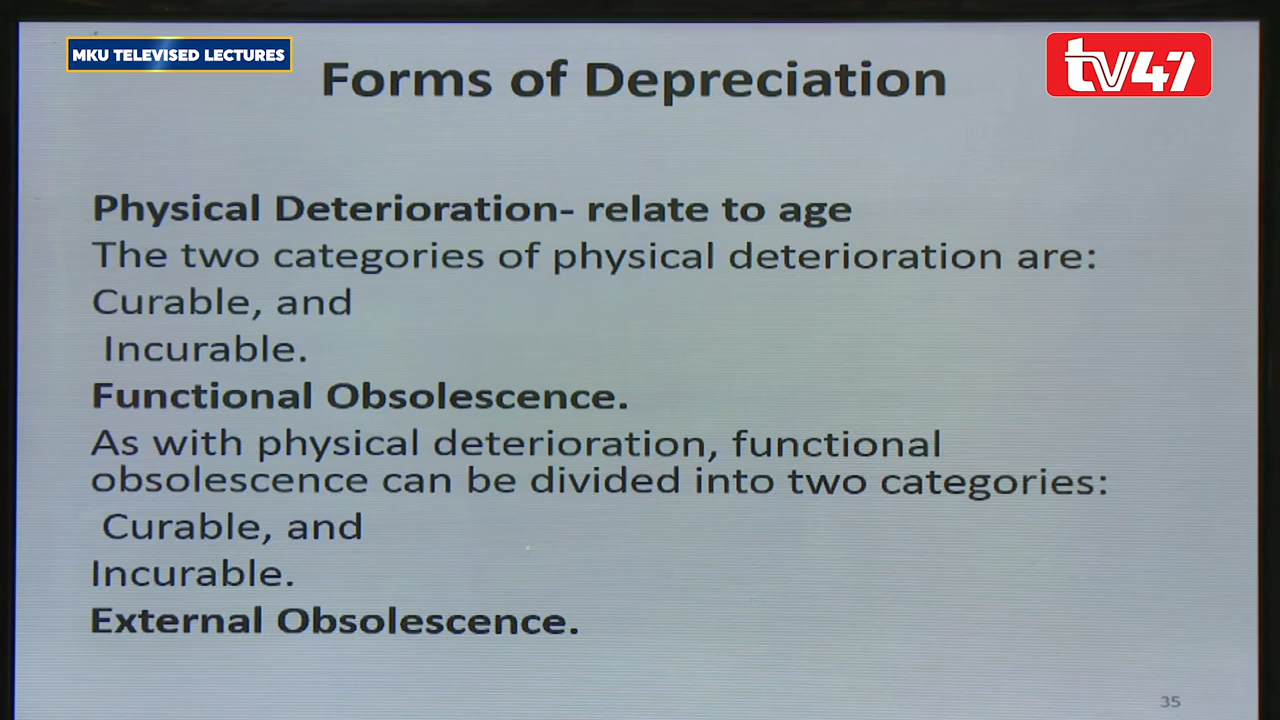 MKU TELEVISED LECTURES
tv47
Forms of Depreciation
Physical Deterioration- relate to age
The two categories of physical deterioration are:
Curable, and
Incurable.
Functional Obsolescence.
As with physical deterioration, functional
obsolescence can be divided into two categories:
Curable, and
Incurable.
External Obsolescence.
35